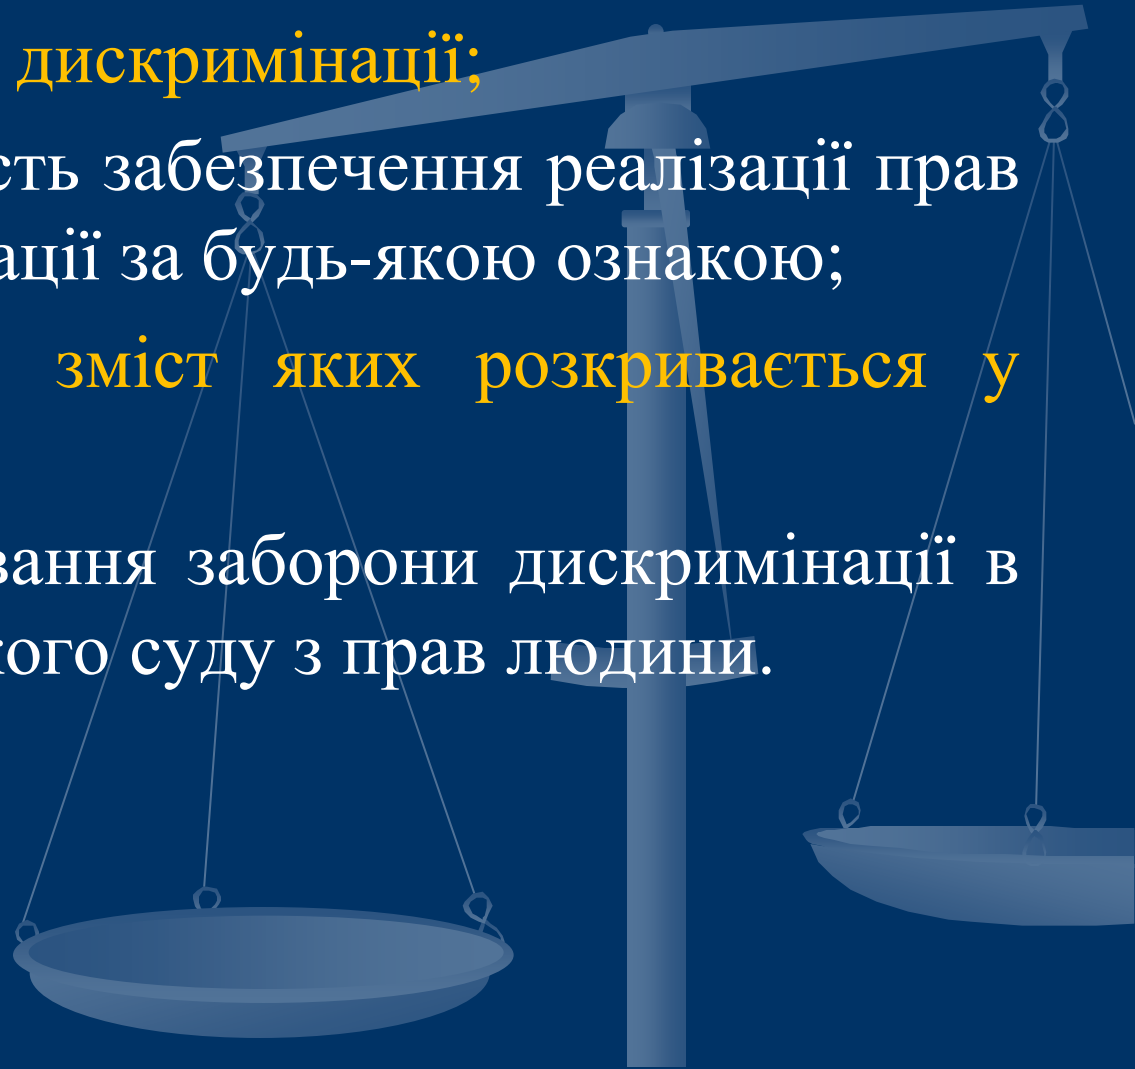 дискримінації;
сть забезпечення реалізації прав
ації за будь-якою ознакою;
зміст яких розкривається у
вання заборони дискримінації в
кого суду з прав людини.